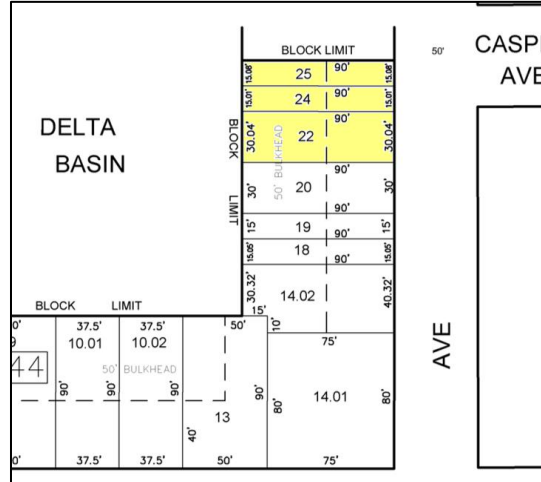 BLOCK LIMIT
50'
CASPI
AVE
15.08' 25 90' 15.08'
15.01' 24 90' 15.01'
DELTA
BASIN
BLOCK LIMIT
30.04' 22 90' 30.04'
50' BULKHEAD
30' 20 90' 30'
15' 19 90' 15'
15.05' 18 90' 15.05'
30.32' 14.02 40.32'
15'
10'
75'
AVE
BLOCK LIMIT
0' 37.5' 37.5' 50'
9 10.01 10.02
44
50' BULKHEAD
90' 90' 90' 90'
13
40'
80' 14.01 80'
0' 37.5' 37.5' 50' 75'